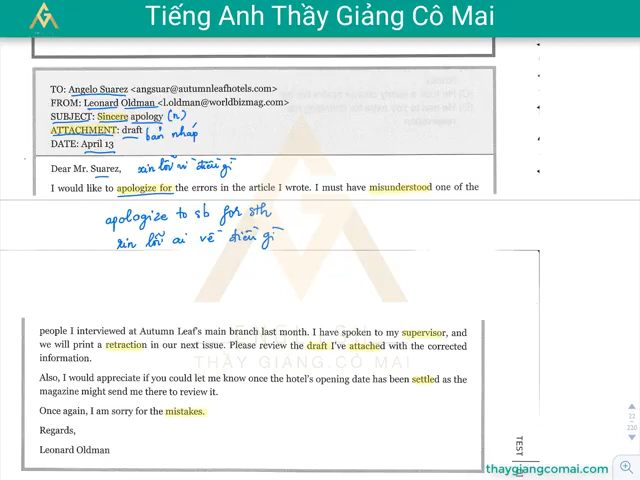 Tiếng Anh Thầy Giảng Cô Mai
TO: Angelo Suarez <angsuar@autumnleafhotels.com>
FROM: Leonard Oldman <l.oldman@worldbizmag.com>
SUBJECT: Sincere apology (n)
ATTACHMENT: draft bản nháp
DATE: April 13
Dear Mr. Suarez, xin lỗi vì điều gì
I would like to apologize for the errors in the article I wrote. I must have misunderstood one of the
apologize to sb for sth
xin lỗi ai về điều gì
people I interviewed at Autumn Leaf's main branch last month. I have spoken to my supervisor, and
we will print a retraction in our next issue. Please review the draft I've attached with the corrected
information.
THẦY GIẢNG CÔ MAI
Also, I would appreciate if you could let me know once the hotel's opening date has been settled as the
magazine might send me there to review it.
Once again, I am sorry for the mistakes.
Regards,
Leonard Oldman
22
220
TEST
thaygiangcomai.com